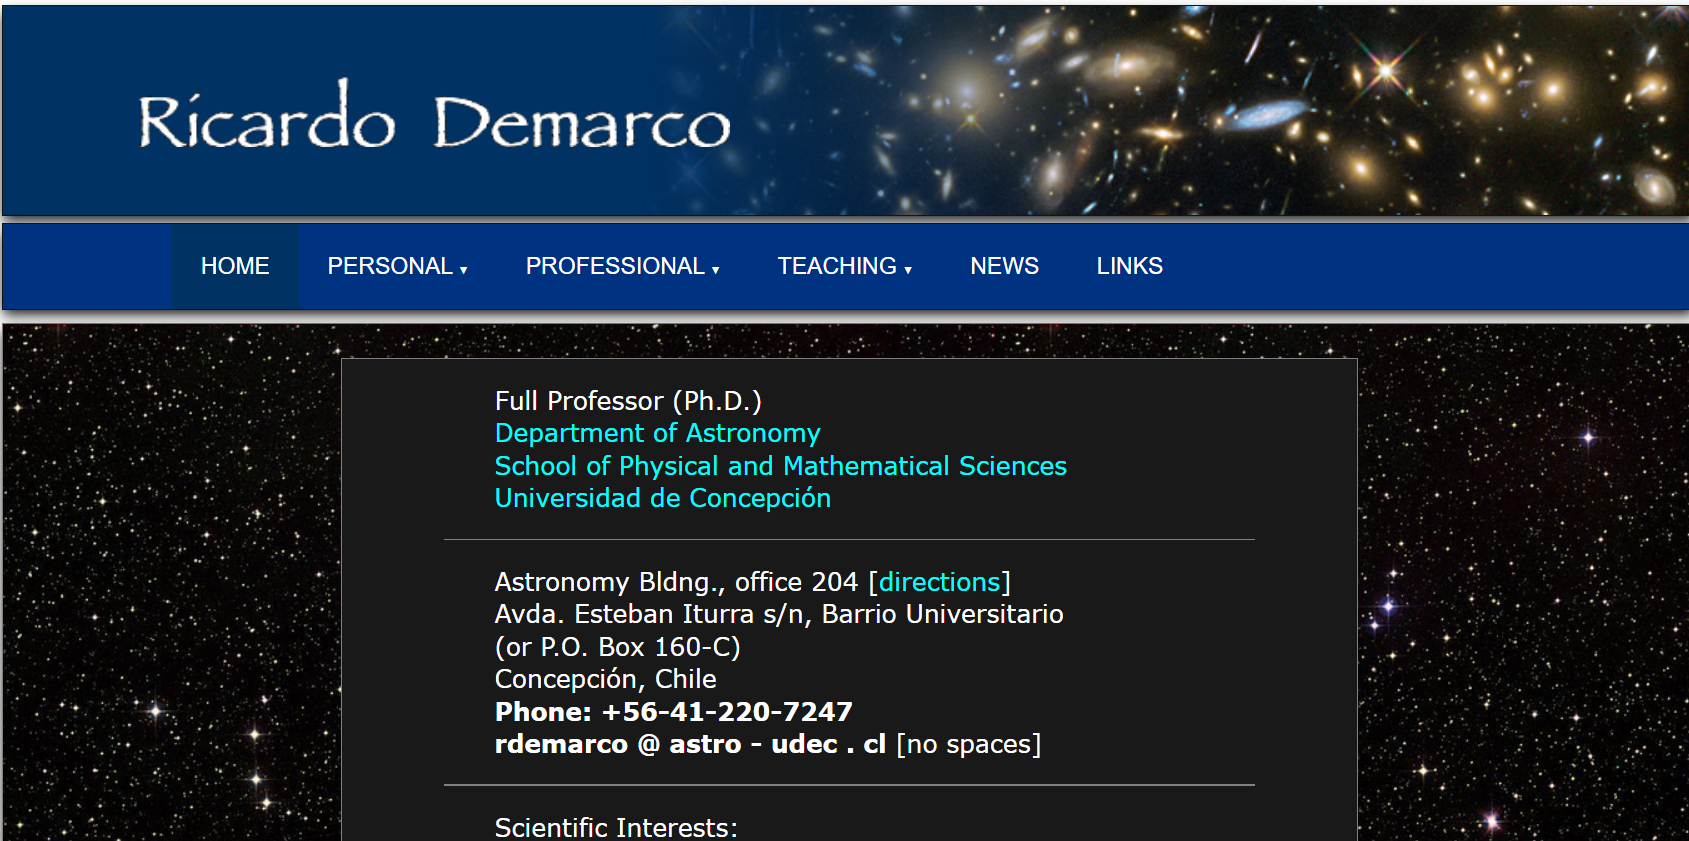 Ricardo Demarco
HOME PERSONAL ▾ PROFESSIONAL ▾ TEACHING ▾ NEWS LINKS
Full Professor (Ph.D.)
Department of Astronomy
School of Physical and Mathematical Sciences
Universidad de Concepción
Astronomy Bldng., office 204 [directions]
Avda. Esteban Iturra s/n, Barrio Universitario
(or P.O. Box 160-C)
Concepción, Chile
Phone: +56-41-220-7247
rdemarco @ astro - udec . cl [no spaces]
Scientific Interests: